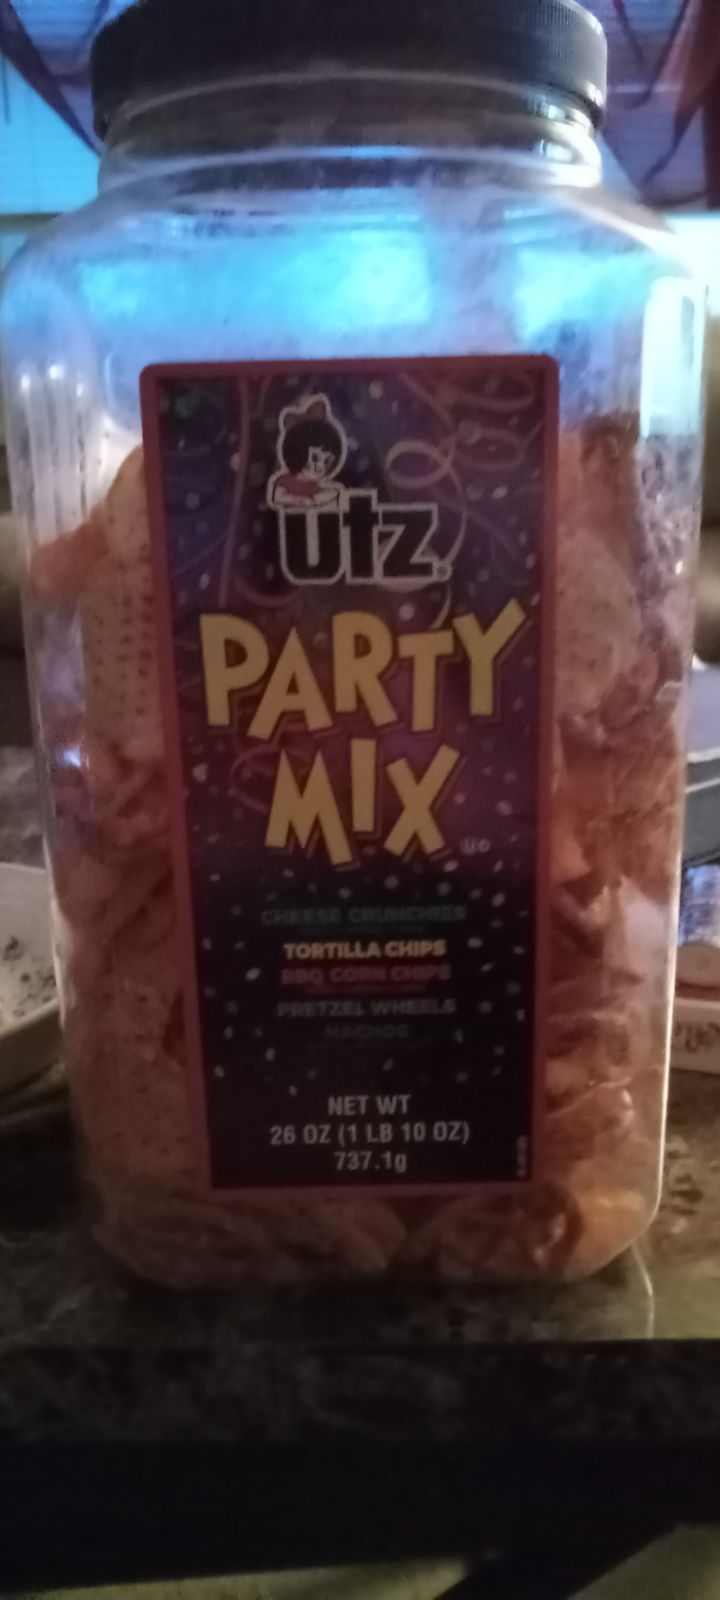 utz
PARTY
MIX
CHEESE CRUNCHIES
TORTILLA CHIPS
BBQ CORN CHIPS
PRETZEL WHEELS
NACHOS
NET WT
26 OZ (1 LB 10 OZ)
737.1g